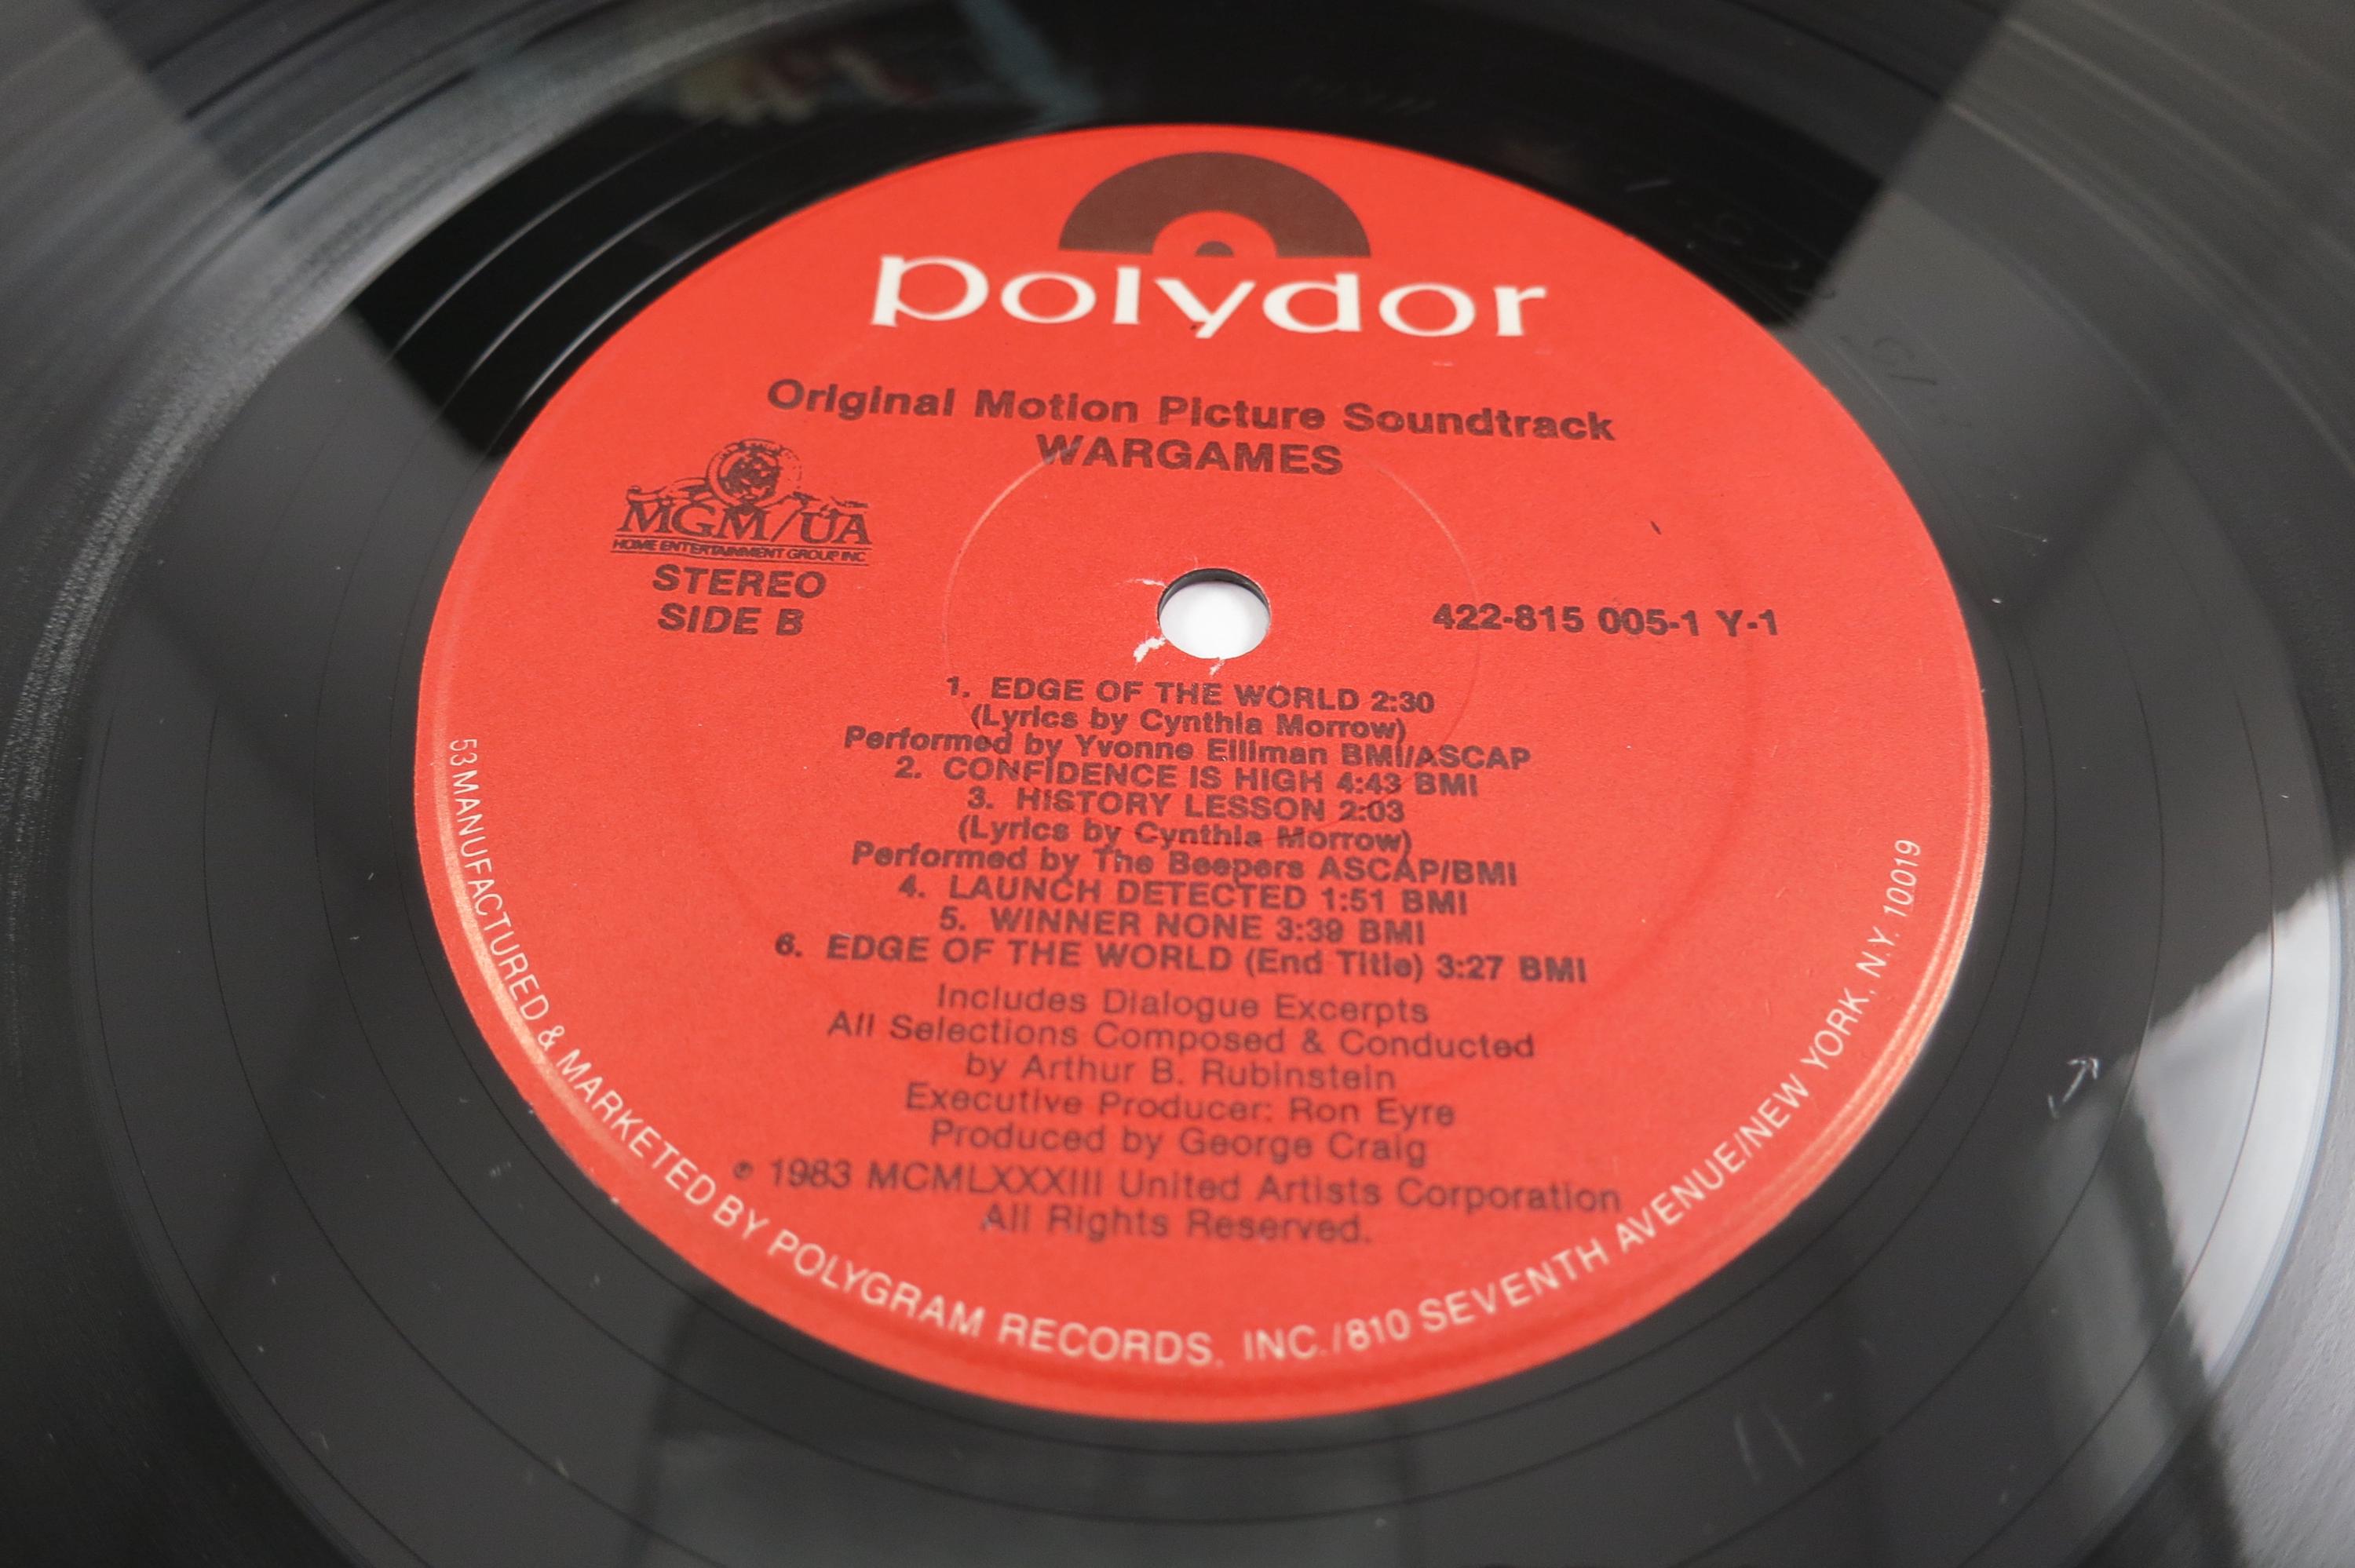 polydor
Original Motion Picture Soundtrack
WARGAMES
MGM/UA
HOME ENTERTAINMENT GROUP INC
STEREO
SIDE B
422-815 005-1 Y-1
1. EDGE OF THE WORLD 2:30
(Lyrics by Cynthia Morrow)
Performed by Yvonne Elliman BMI/ASCAP
2. CONFIDENCE IS HIGH 4:43 BMI
3. HISTORY LESSON 2:03
(Lyrics by Cynthia Morrow)
Performed by The Beepers ASCAP/BMI
4. LAUNCH DETECTED 1:51 BMI
5. WINNER NONE 3:39 BMI
6. EDGE OF THE WORLD (End Title) 3:27 BMI
Includes Dialogue Excerpts
All Selections Composed & Conducted
by Arthur B. Rubinstein
Executive Producer: Ron Eyre
Produced by George Craig
℗ 1983 MCMLXXXIII United Artists Corporation
All Rights Reserved.
53 MANUFACTURED & MARKETED BY POLYGRAM RECORDS, INC./810 SEVENTH AVENUE/NEW YORK, N.Y. 10019